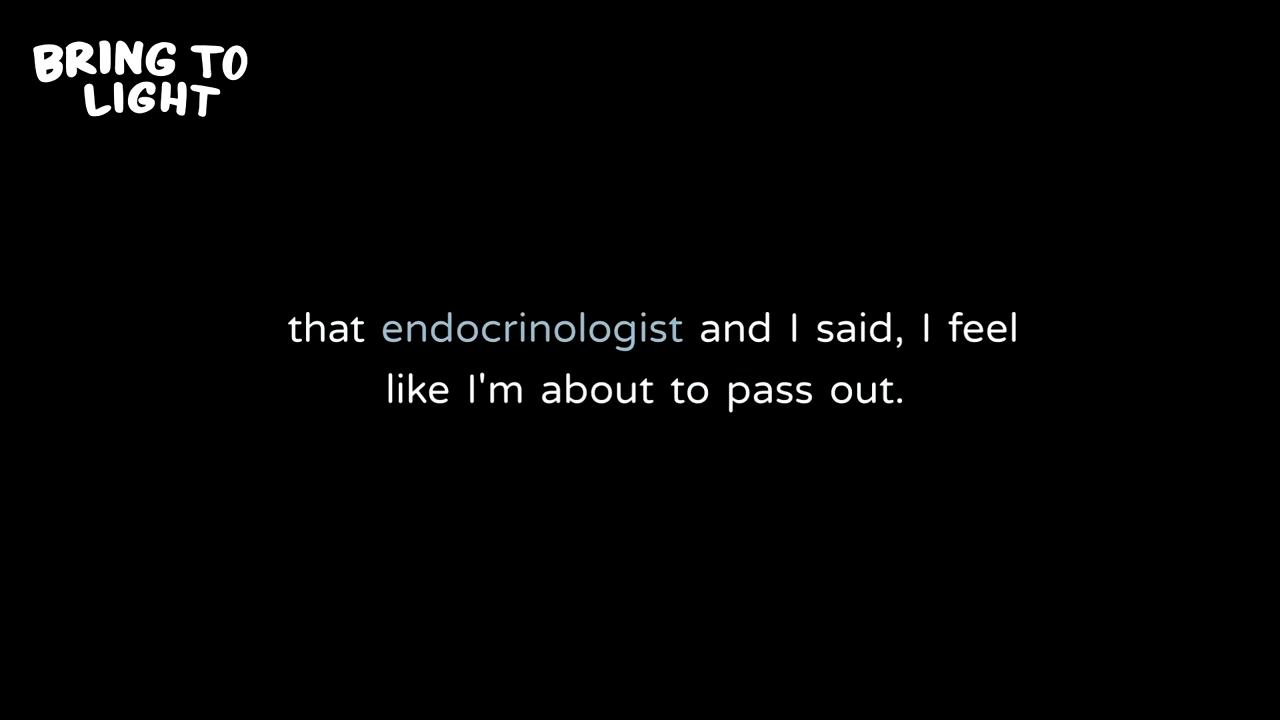 BRING TO
LIGHT
that endocrinologist and I said, I feel
like I'm about to pass out.